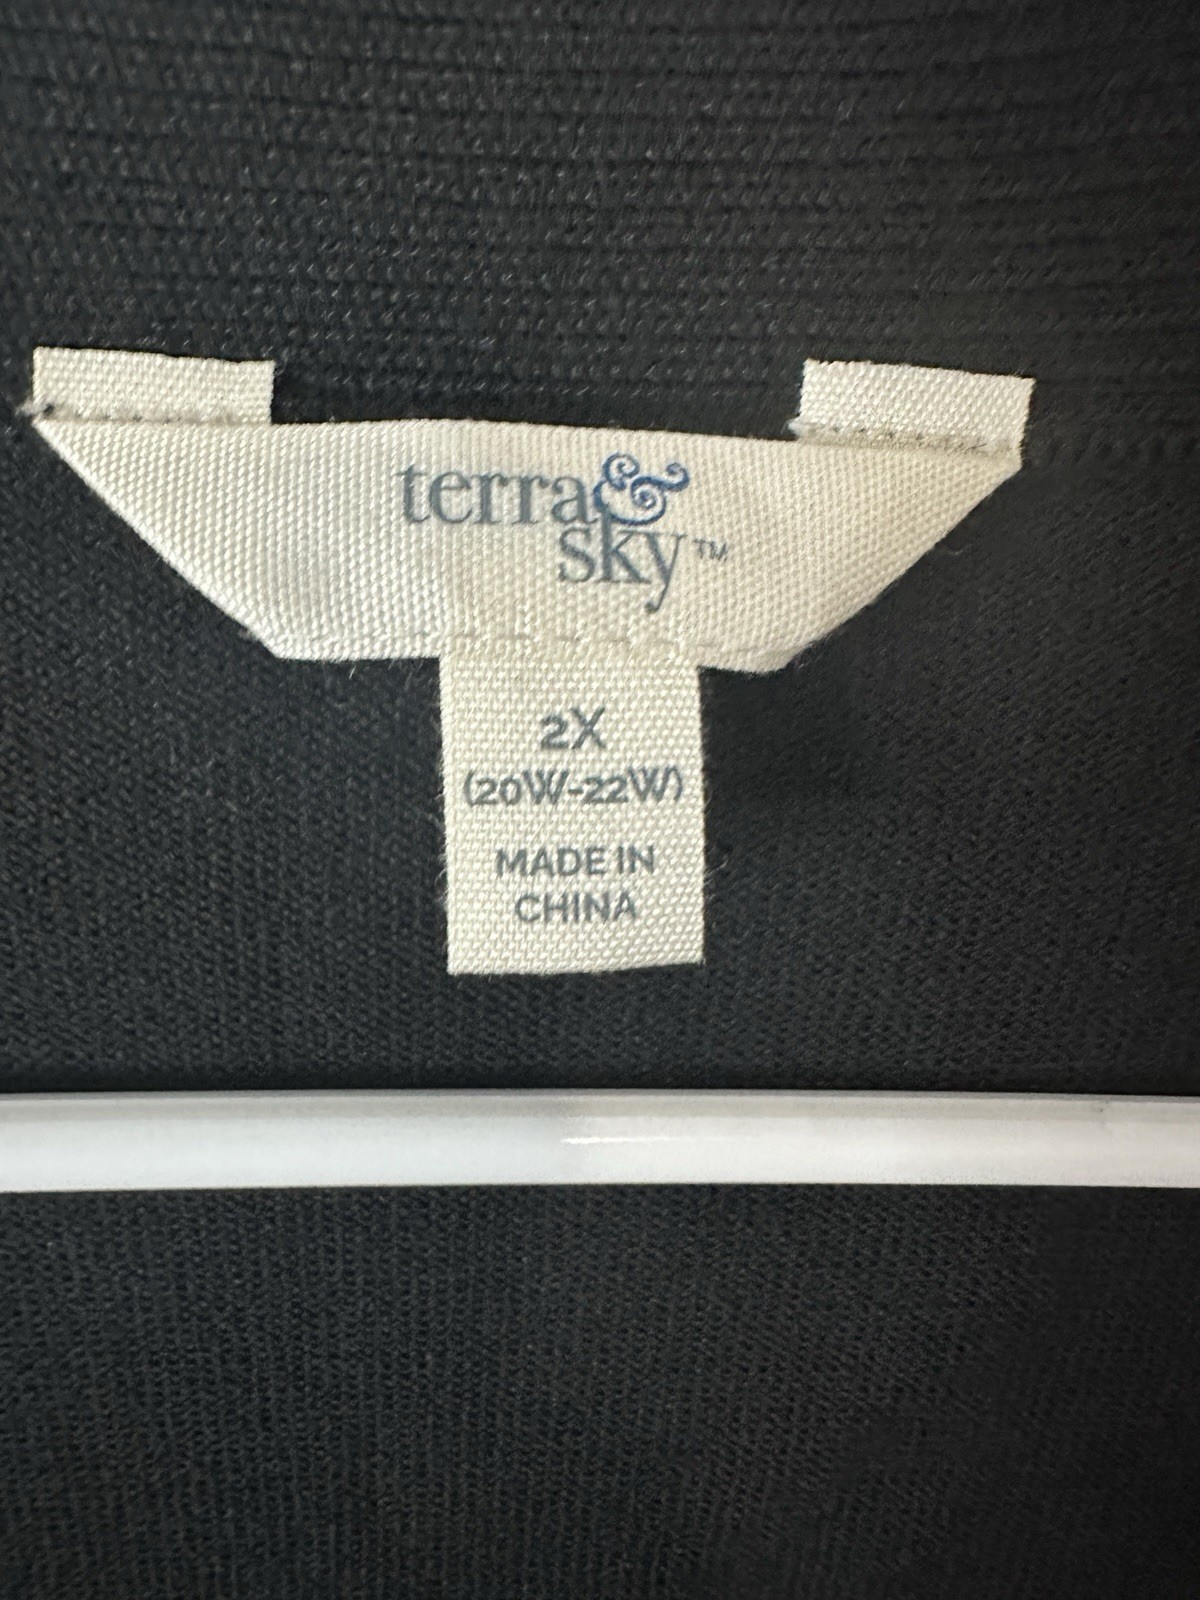 terra &
sky™
2X
(20W-22W)
MADE IN
CHINA